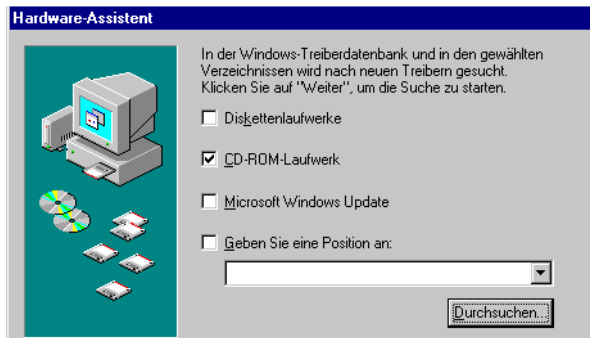 Hardware-Assistent
In der Windows-Treiberdatenbank und in den gewählten
Verzeichnissen wird nach neuen Treibern gesucht.
Klicken Sie auf "Weiter", um die Suche zu starten.
Diskettenlaufwerke
CD-ROM-Laufwerk
Microsoft Windows Update
Geben Sie eine Position an:
Durchsuchen...